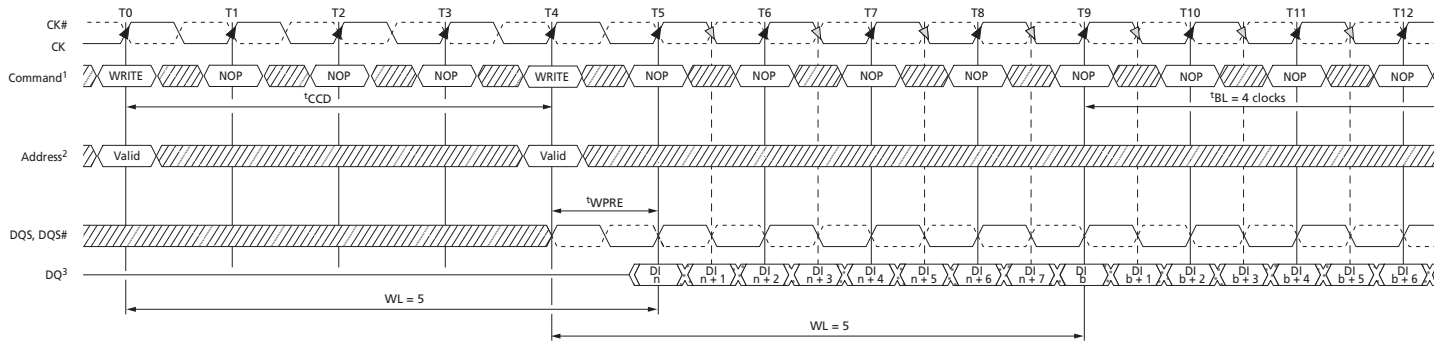 T0 T1 T2 T3 T4 T5 T6 T7 T8 T9 T10 T11 T12
CK#
CK
Command1 WRITE NOP NOP NOP WRITE NOP NOP NOP NOP NOP NOP NOP NOP
tCCD tBL = 4 clocks
Address2 Valid Valid
tWPRE
DQS, DQS#
DQ3 DI n DI n + 1 DI n + 2 DI n + 3 DI n + 4 DI n + 5 DI n + 6 DI n + 7 DI b DI b + 1 DI b + 2 DI b + 3 DI b + 4 DI b + 5 DI b + 6
WL = 5
WL = 5